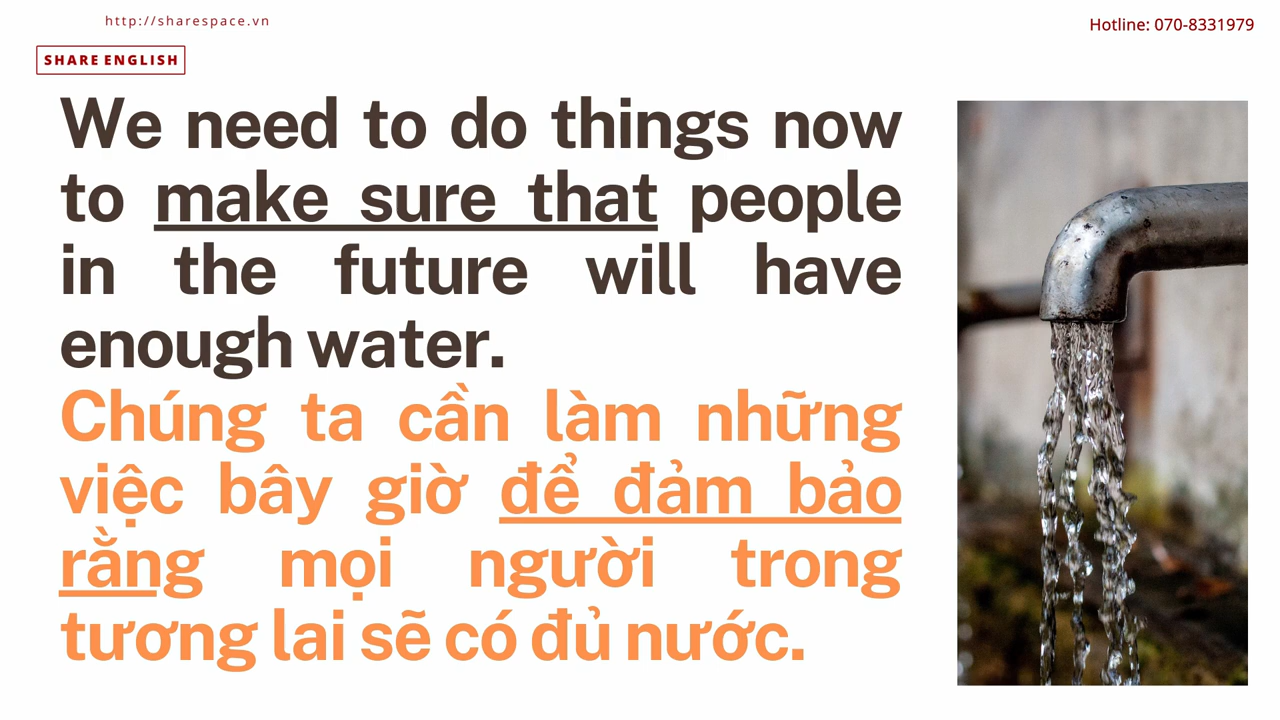 http://sharespace.vn
Hotline: 070-8331979
SHARE ENGLISH
We need to do things now
to make sure that people
in the future will have
enough water.
Chúng ta cần làm những
việc bây giờ để đảm bảo
rằng mọi người trong
tương lai sẽ có đủ nước.